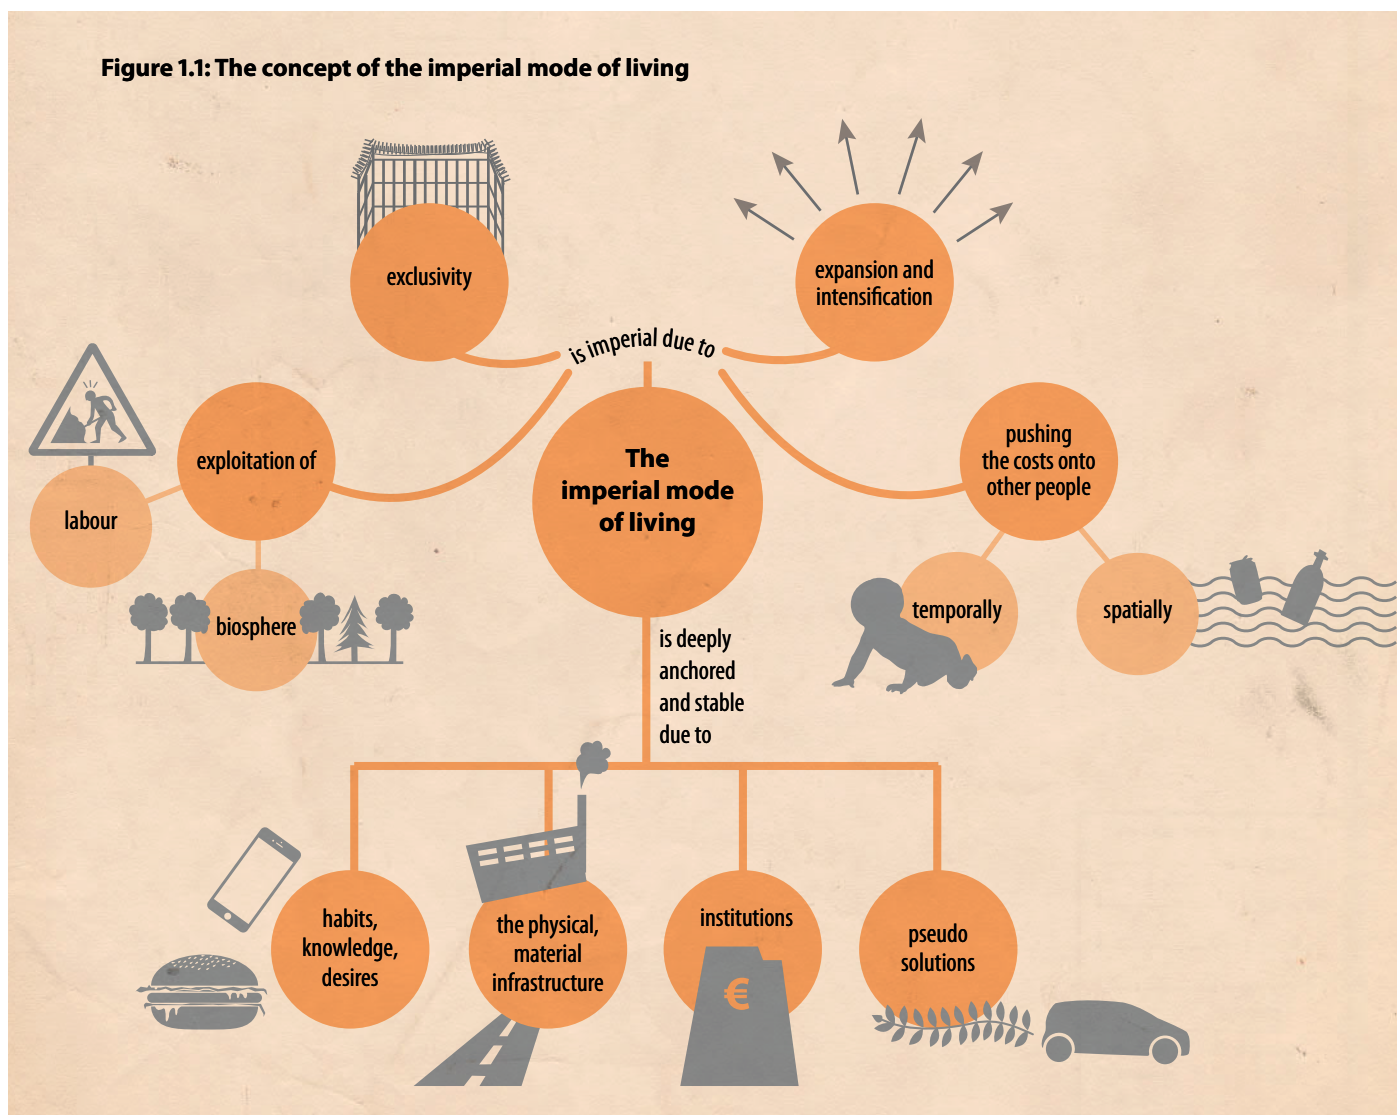 Figure 1.1: The concept of the imperial mode of living
exclusivity
expansion and
intensification
is imperial due to
exploitation of
labour
biosphere
The
imperial mode
of living
pushing
the costs onto
other people
temporally
spatially
is deeply
anchored
and stable
due to
habits,
knowledge,
desires
the physical,
material
infrastructure
institutions
€
pseudo
solutions